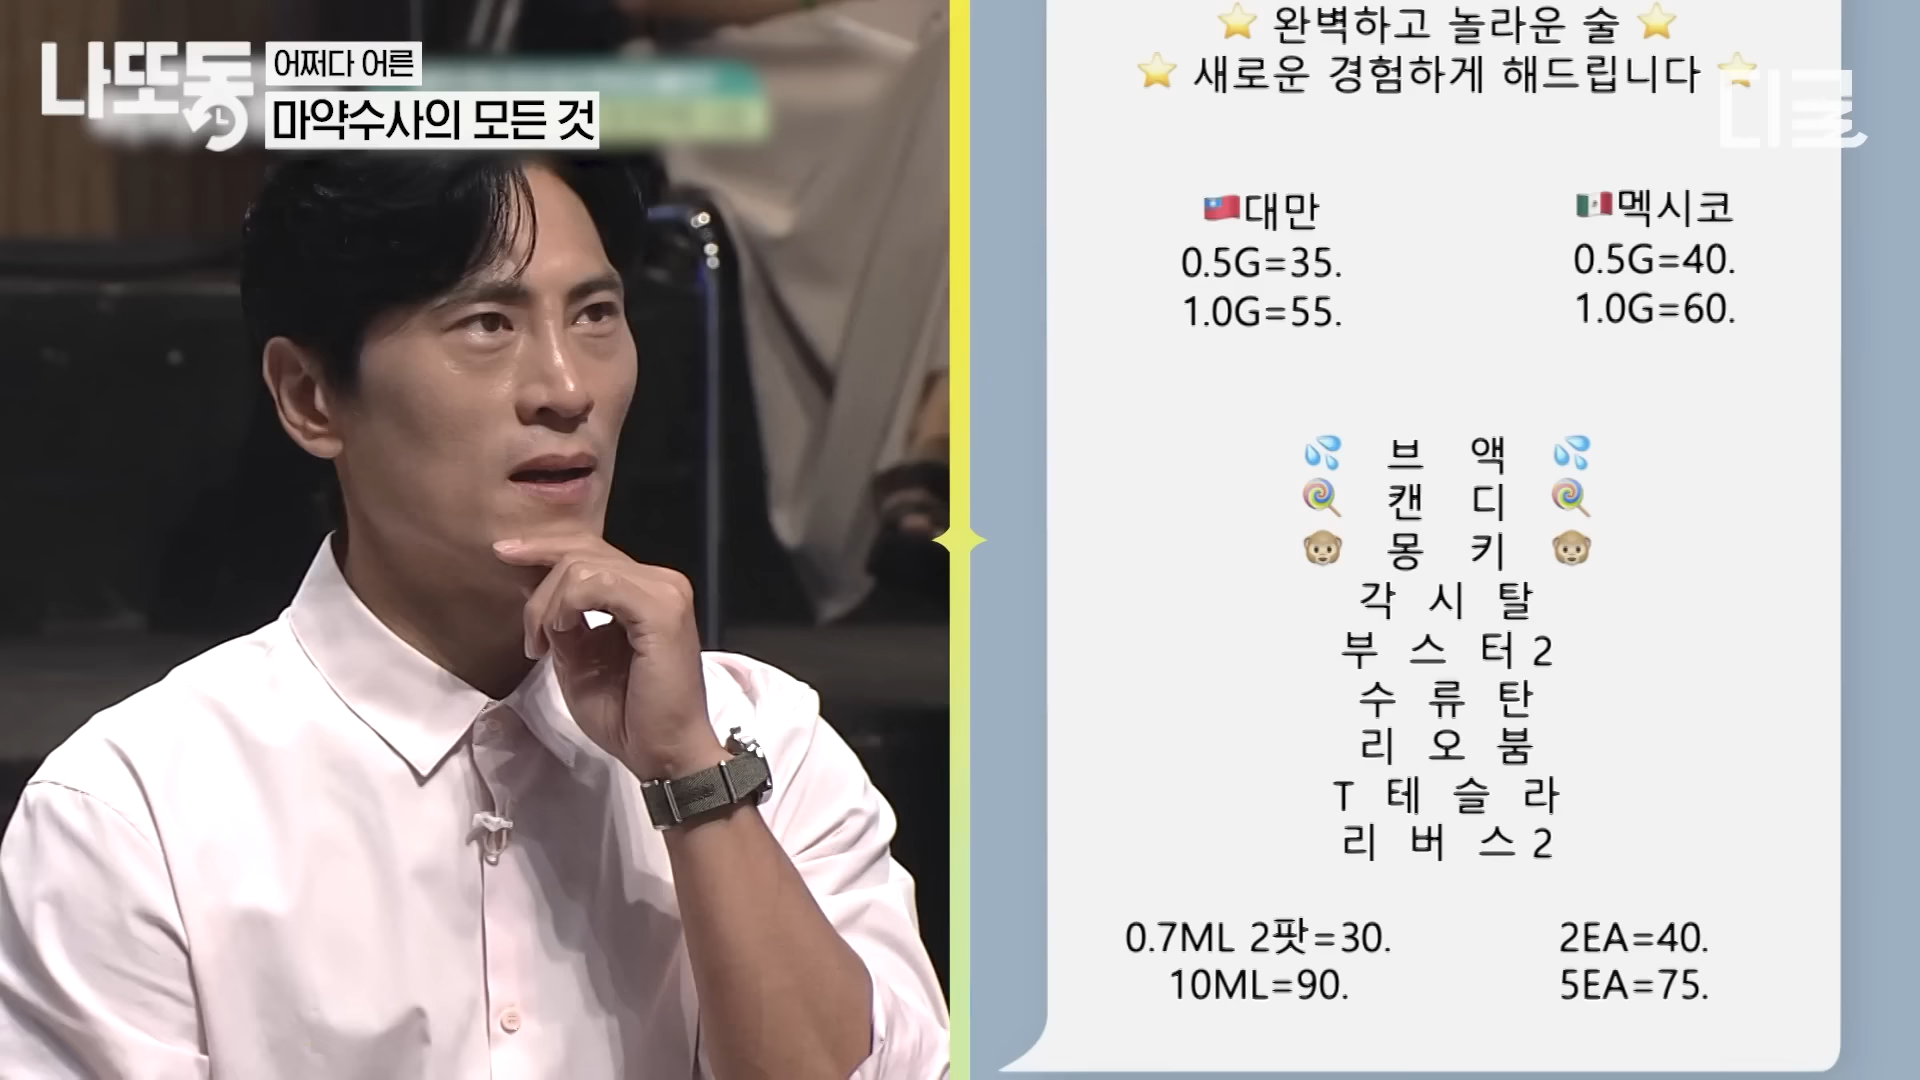 나또동
어쩌다 어른
마약수사의 모든 것
⭐ 완벽하고 놀라운 술 ⭐
⭐ 새로운 경험하게 해드립니다 ⭐
디글
🇹🇼대만
0.5G=35.
1.0G=55.
🇲🇽멕시코
0.5G=40.
1.0G=60.
💦 브 액 💦
🍭 캔 디 🍭
🐵 몽 키 🐵
각 시 탈
부 스 터 2
수 류 탄
리 오 붐
T 테 슬 라
리 버 스 2
0.7ML 2팟=30.
10ML=90.
2EA=40.
5EA=75.